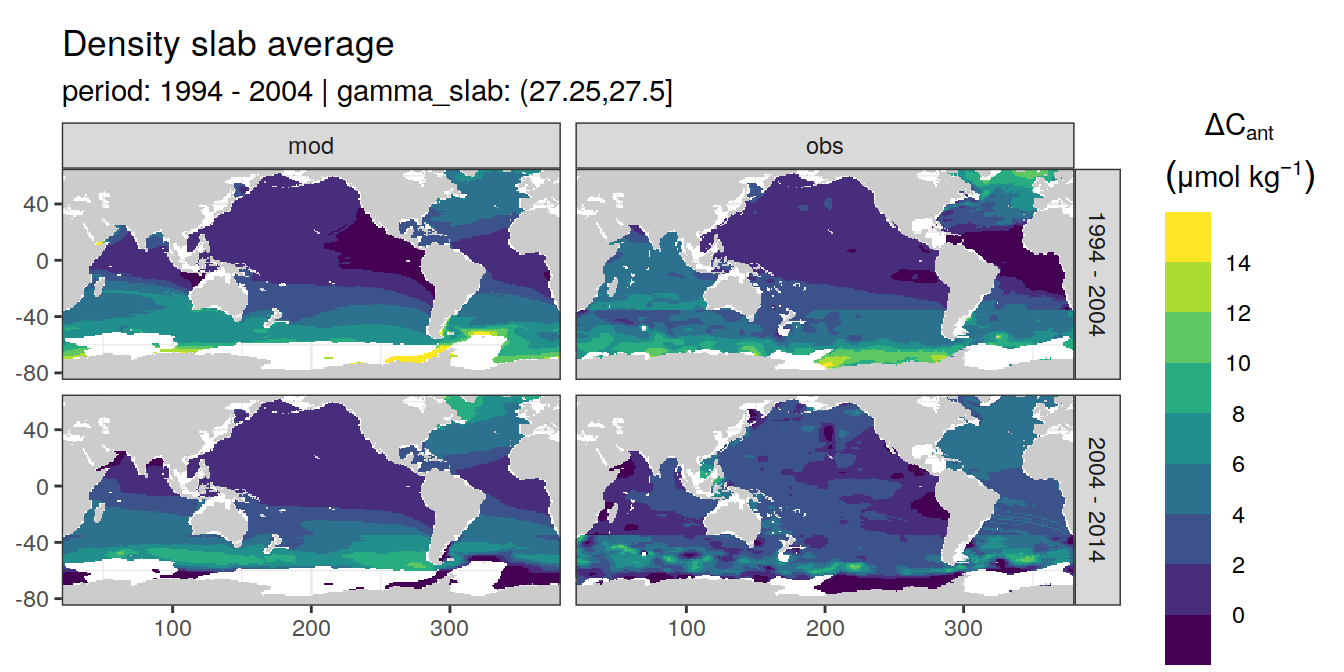 Density slab average
period: 1994 - 2004 | gamma_slab: (27.25,27.5]
mod
obs
40
0
-40
-80
1994 - 2004
40
0
-40
-80
2004 - 2014
100
200
300
100
200
300
ΔCant
(μmol kg⁻¹)
14
12
10
8
6
4
2
0